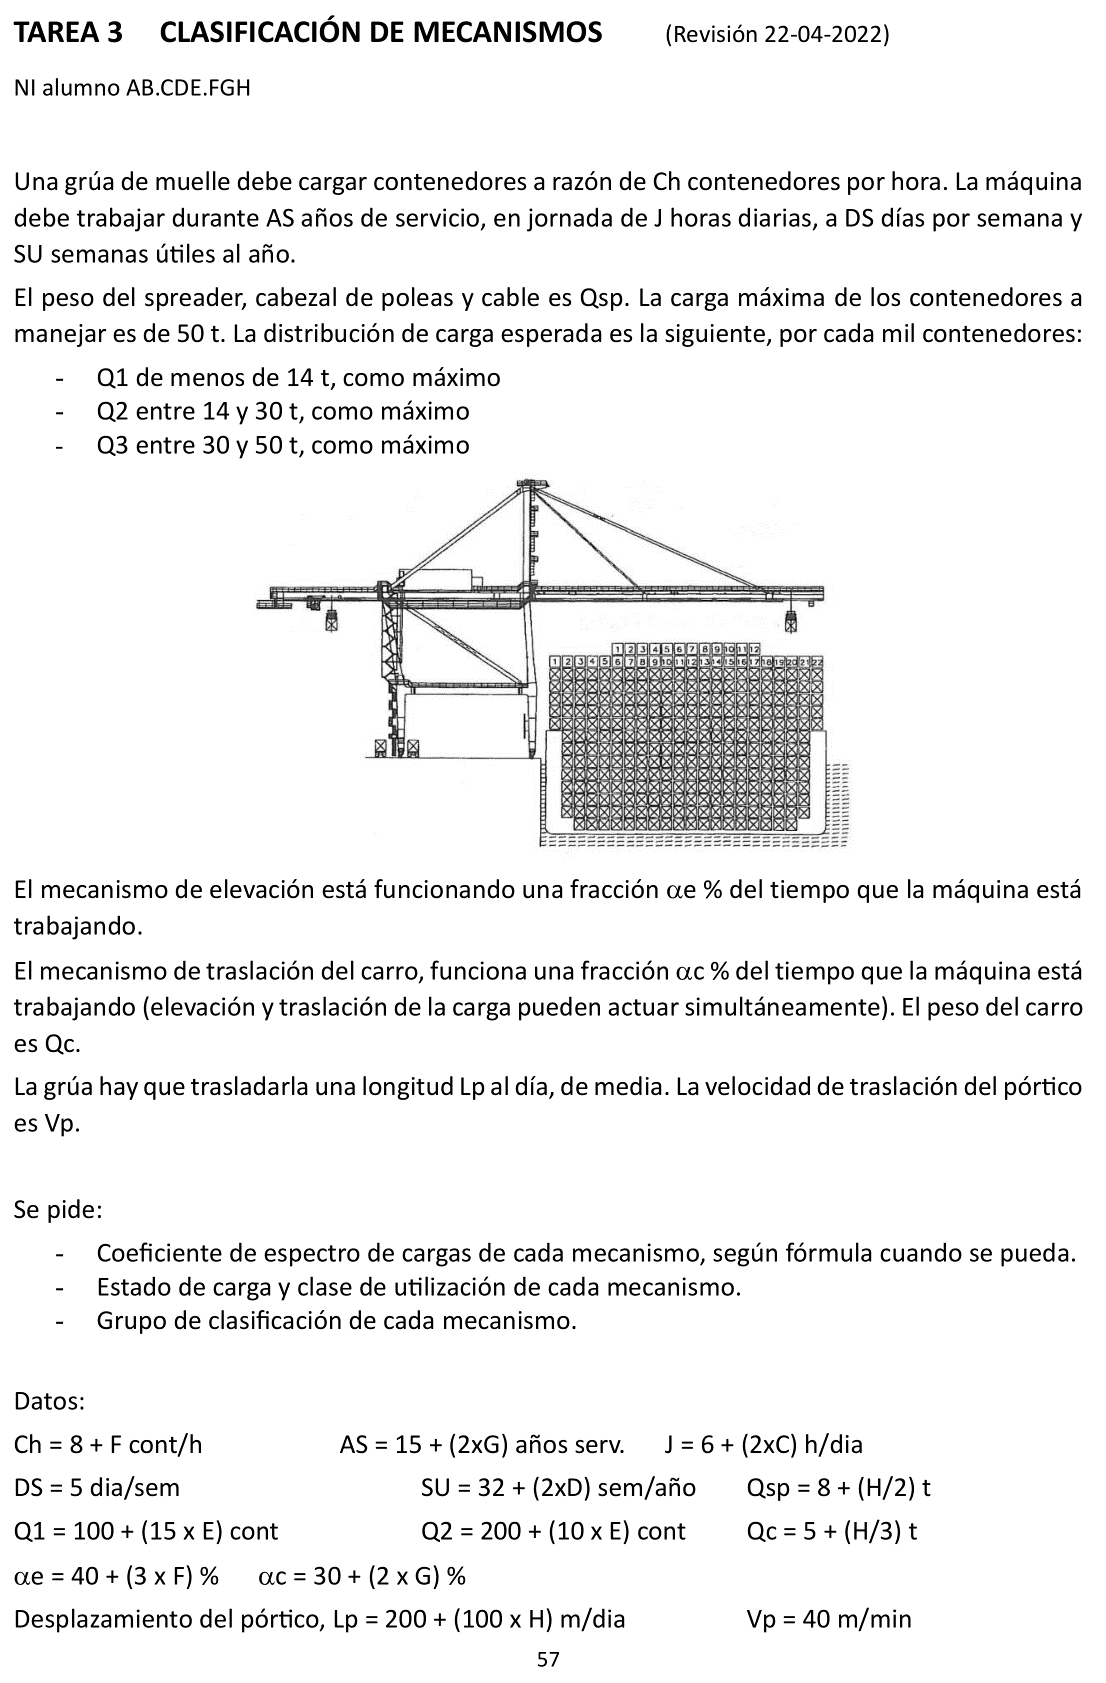 TAREA 3 CLASIFICACIÓN DE MECANISMOS (Revisión 22-04-2022)
NI alumno AB.CDE.FGH
Una grúa de muelle debe cargar contenedores a razón de Ch contenedores por hora. La máquina
debe trabajar durante AS años de servicio, en jornada de J horas diarias, a DS días por semana y
SU semanas útiles al año.
El peso del spreader, cabezal de poleas y cable es Qsp. La carga máxima de los contenedores a
manejar es de 50 t. La distribución de carga esperada es la siguiente, por cada mil contenedores:
- Q1 de menos de 14 t, como máximo
- Q2 entre 14 y 30 t, como máximo
- Q3 entre 30 y 50 t, como máximo
1 2 3 4 5 6 7 8 9 10 11 12
1 2 3 4 5 6 7 8 9 10 11 12 13 14 15 16 17 18 19 20 21 22
El mecanismo de elevación está funcionando una fracción αe % del tiempo que la máquina está
trabajando.
El mecanismo de traslación del carro, funciona una fracción αc % del tiempo que la máquina está
trabajando (elevación y traslación de la carga pueden actuar simultáneamente). El peso del carro
es Qc.
La grúa hay que trasladarla una longitud Lp al día, de media. La velocidad de traslación del pórtico
es Vp.
Se pide:
- Coeficiente de espectro de cargas de cada mecanismo, según fórmula cuando se pueda.
- Estado de carga y clase de utilización de cada mecanismo.
- Grupo de clasificación de cada mecanismo.
Datos:
Ch = 8 + F cont/h AS = 15 + (2xG) años serv. J = 6 + (2xC) h/dia
DS = 5 dia/sem SU = 32 + (2xD) sem/año Qsp = 8 + (H/2) t
Q1 = 100 + (15 x E) cont Q2 = 200 + (10 x E) cont Qc = 5 + (H/3) t
αe = 40 + (3 x F) % αc = 30 + (2 x G) %
Desplazamiento del pórtico, Lp = 200 + (100 x H) m/dia Vp = 40 m/min
57